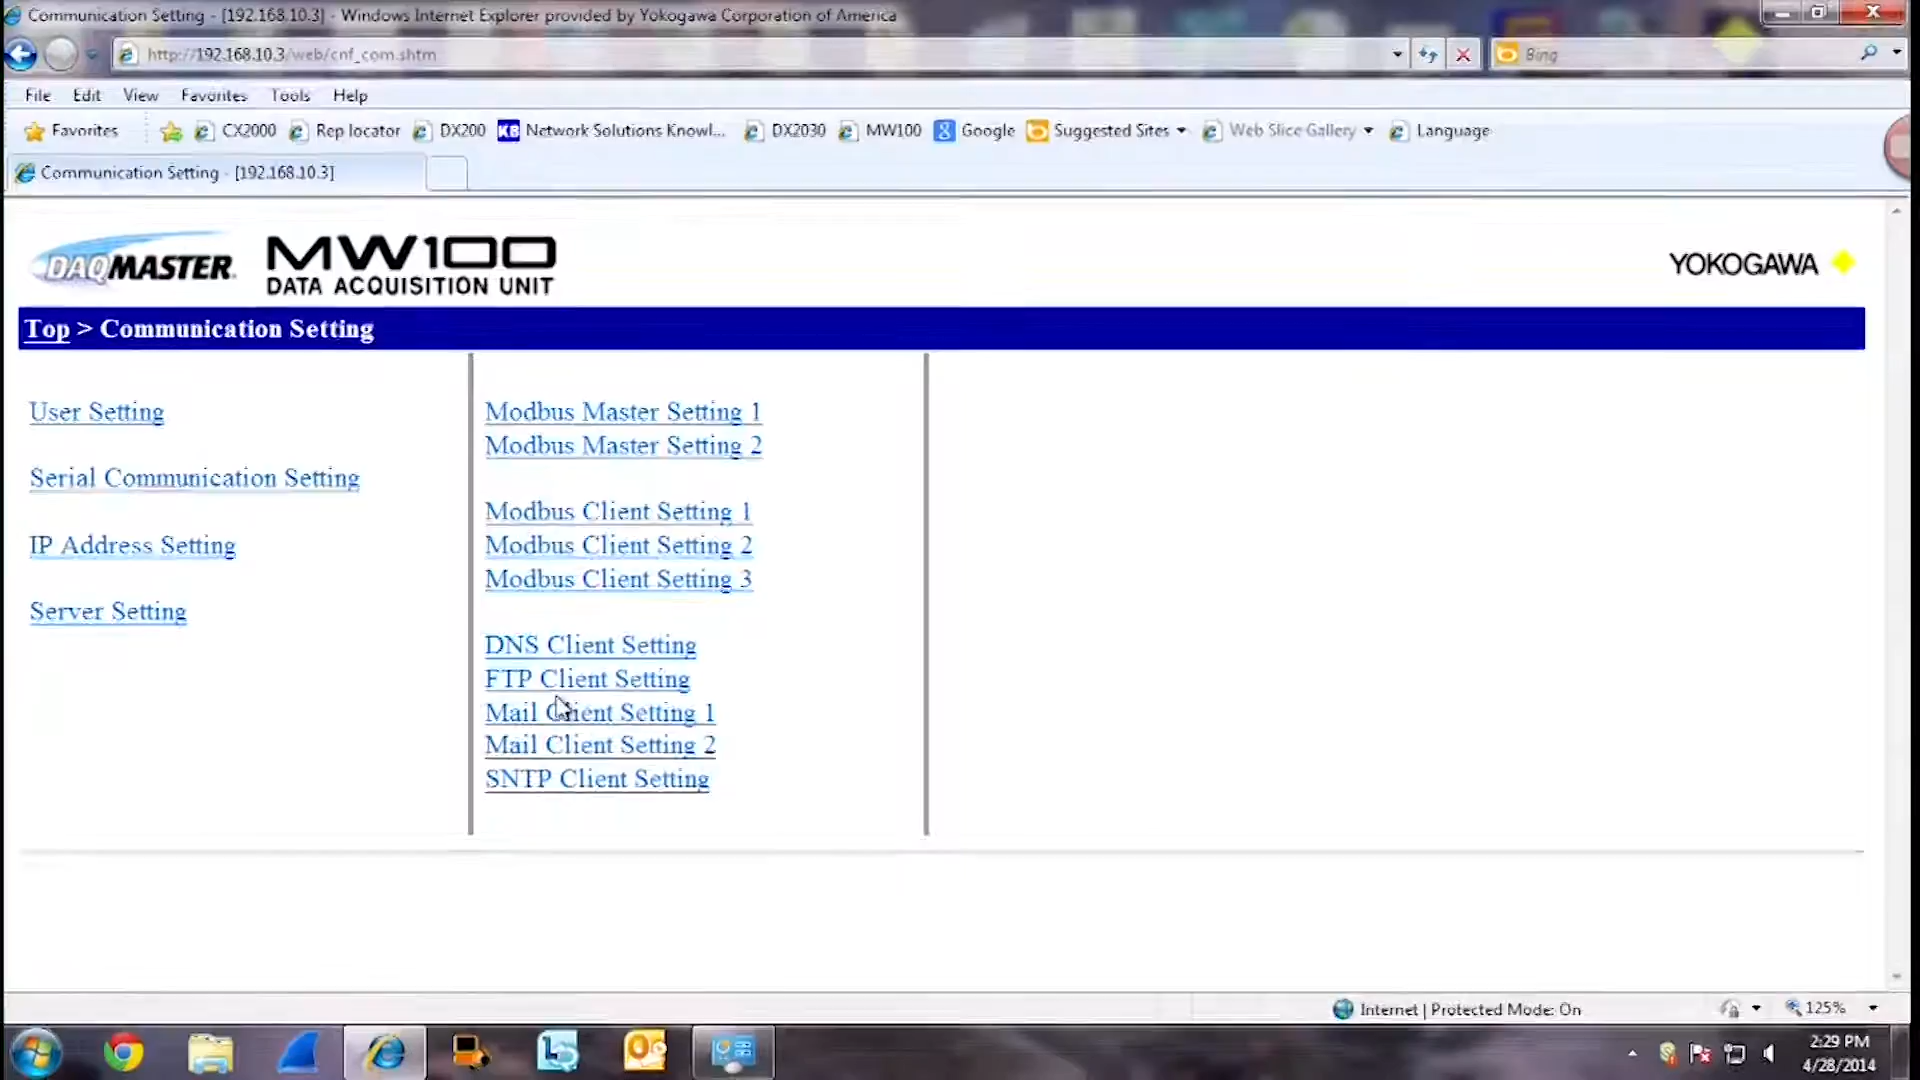 Communication Setting - [192.168.10.3] - Windows Internet Explorer provided by Yokogawa Corporation of America
http://192.168.10.3/web/cnf_com.shtm
Bing
File Edit View Favorites Tools Help
Favorites CX2000 Rep locator DX200 KB Network Solutions Knowl... DX2030 MW100 8 Google Suggested Sites Web Slice Gallery Language
Communication Setting - [192.168.10.3]
DAQMASTER MW100 YOKOGAWA
DATA ACQUISITION UNIT
Top > Communication Setting
User Setting
Serial Communication Setting
IP Address Setting
Server Setting
Modbus Master Setting 1
Modbus Master Setting 2
Modbus Client Setting 1
Modbus Client Setting 2
Modbus Client Setting 3
DNS Client Setting
FTP Client Setting
Mail Client Setting 1
Mail Client Setting 2
SNTP Client Setting
Internet | Protected Mode: On 125%
2:29 PM
4/28/2014